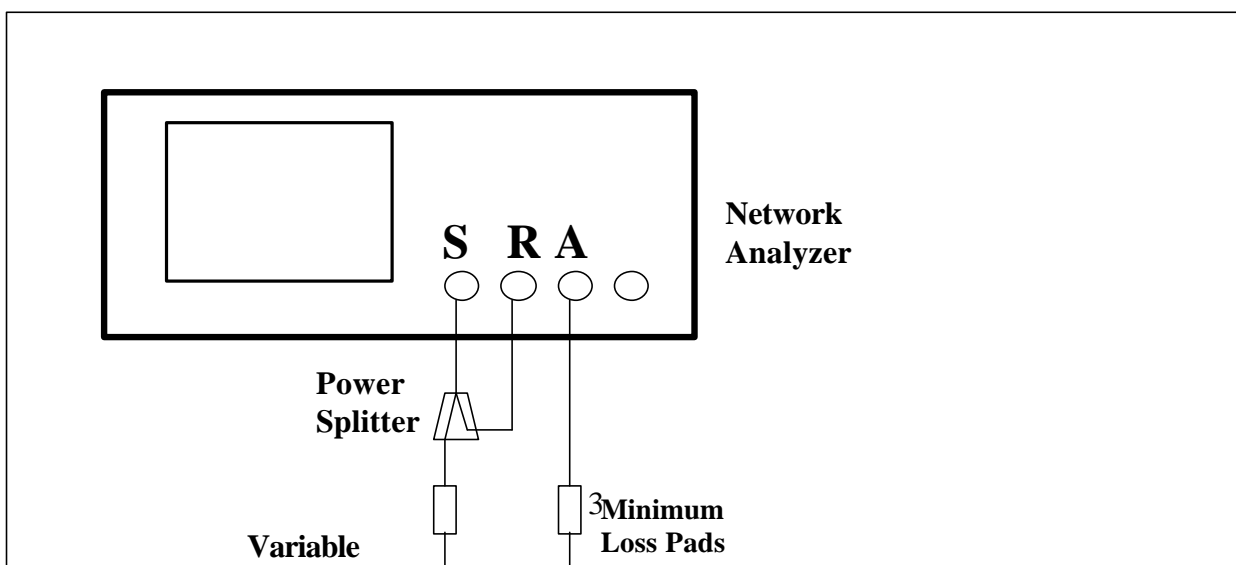 Network
Analyzer
S R A
Power
Splitter
3
Minimum
Loss Pads
Variable